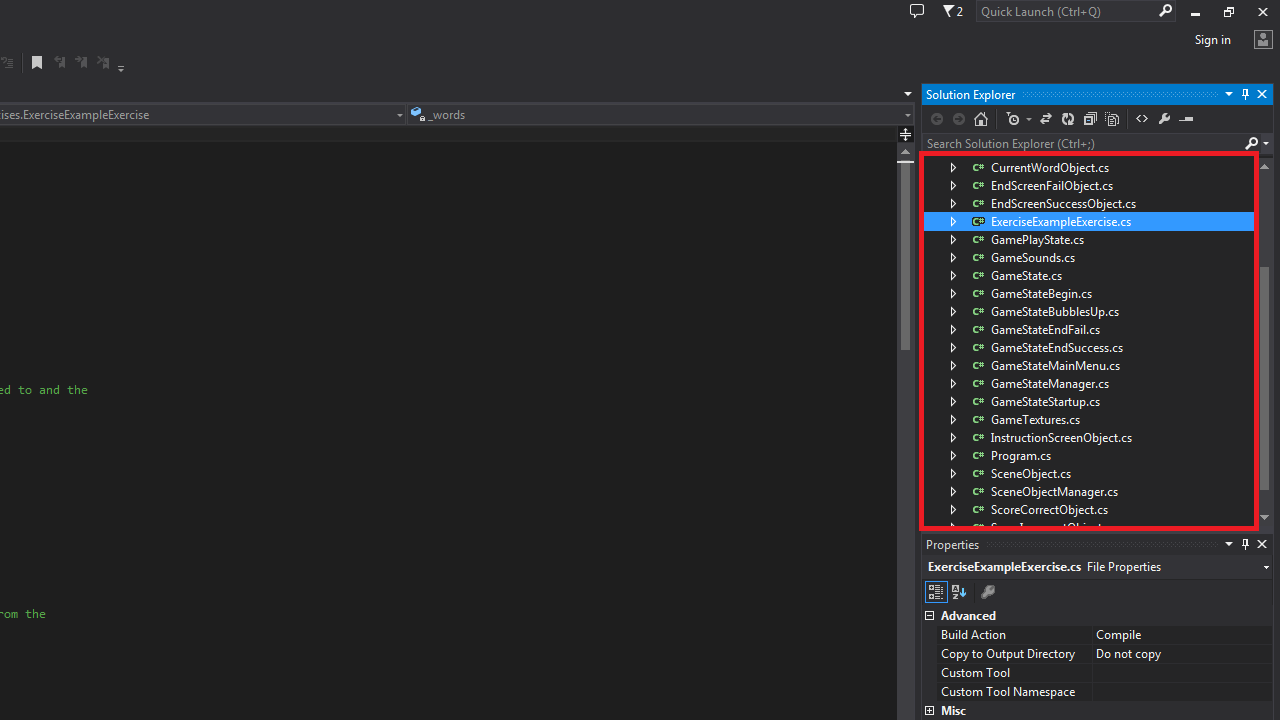 2
Quick Launch (Ctrl+Q)
Sign in
Solution Explorer
ises.ExerciseExampleExercise
_words
Search Solution Explorer (Ctrl+;)
C# CurrentWordObject.cs
C# EndScreenFailObject.cs
C# EndScreenSuccessObject.cs
C# ExerciseExampleExercise.cs
C# GamePlayState.cs
C# GameSounds.cs
C# GameState.cs
C# GameStateBegin.cs
C# GameStateBubblesUp.cs
C# GameStateEndFail.cs
C# GameStateEndSuccess.cs
C# GameStateMainMenu.cs
C# GameStateManager.cs
C# GameStateStartup.cs
C# GameTextures.cs
C# InstructionScreenObject.cs
C# Program.cs
C# SceneObject.cs
C# SceneObjectManager.cs
C# ScoreCorrectObject.cs
ed to and the
rom the
Properties
ExerciseExampleExercise.cs File Properties
Advanced
Build Action Compile
Copy to Output Directory Do not copy
Custom Tool
Custom Tool Namespace
Misc